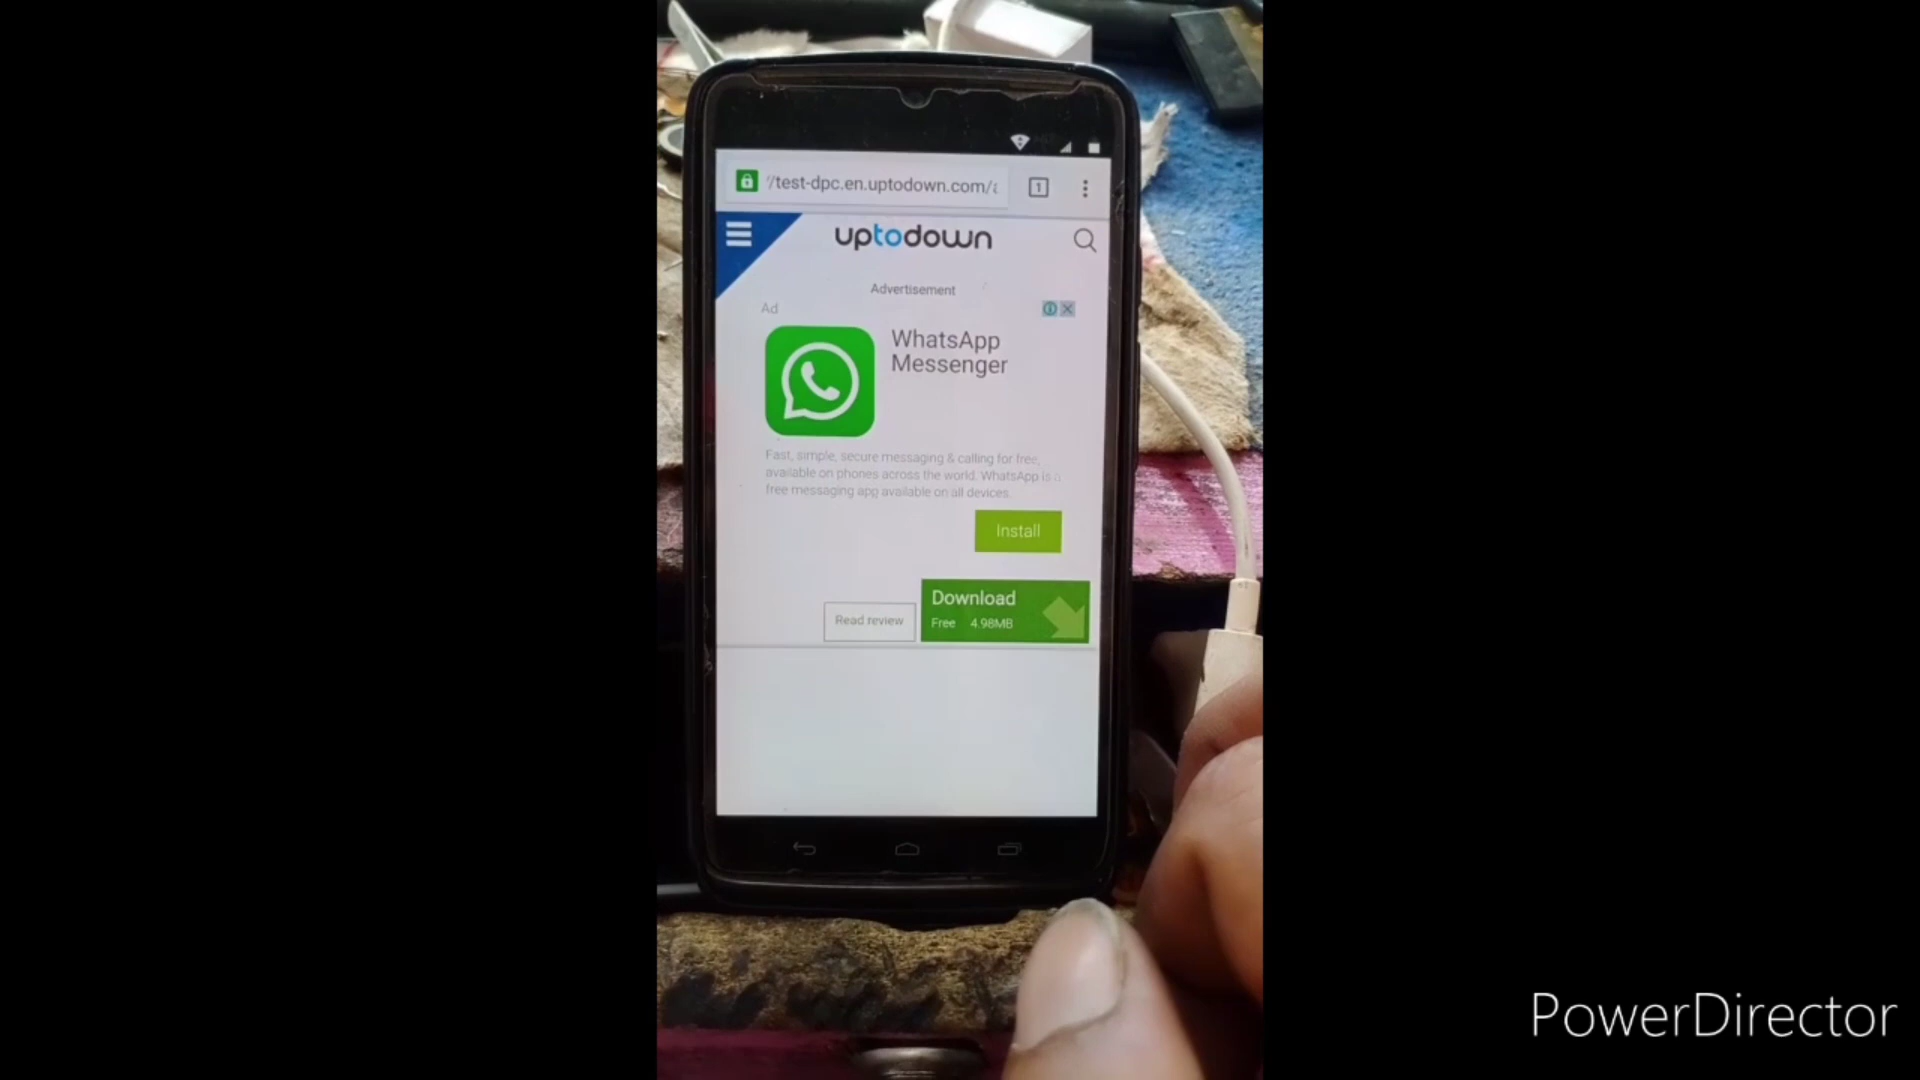 //test-dpc.en.uptodown.com/a
1
uptodown
Advertisement
Ad
WhatsApp
Messenger
Fast, simple, secure messaging & calling for free,
available on phones across the world. WhatsApp is a
free messaging app available on all devices.
Install
Read review
Download
Free 4.98MB
PowerDirector